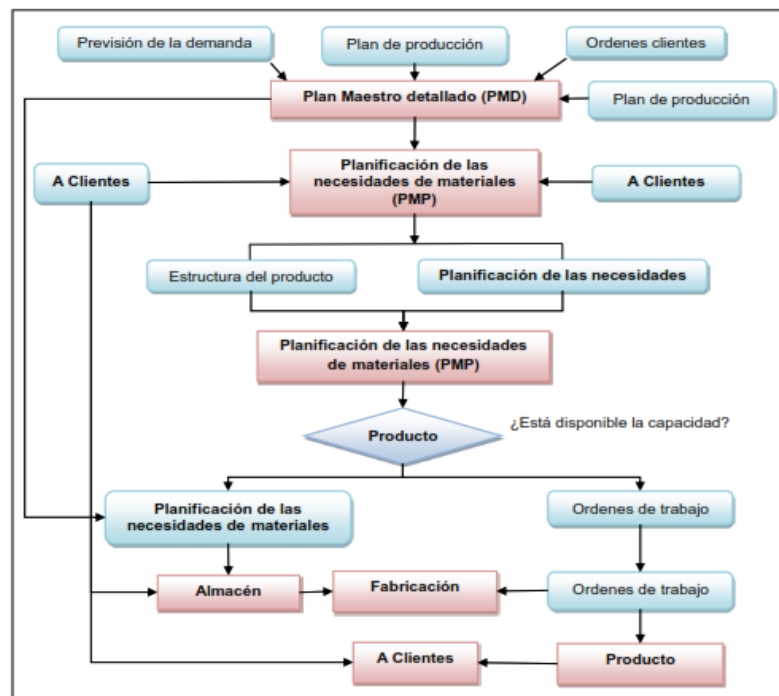 Previsión de la demanda
Plan de producción
Ordenes clientes
Plan Maestro detallado (PMD)
Plan de producción
A Clientes
Planificación de las
necesidades de materiales
(PMP)
A Clientes
Estructura del producto
Planificación de las necesidades
Planificación de las necesidades
de materiales (PMP)
Producto
¿Está disponible la capacidad?
Planificación de las
necesidades de materiales
Ordenes de trabajo
Almacén
Fabricación
Ordenes de trabajo
A Clientes
Producto